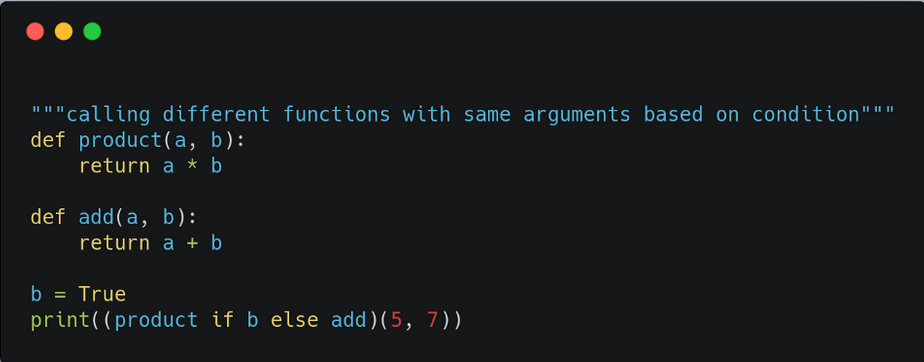 """calling different functions with same arguments based on condition"""
def product(a, b):
    return a * b

def add(a, b):
    return a + b

b = True
print((product if b else add)(5, 7))